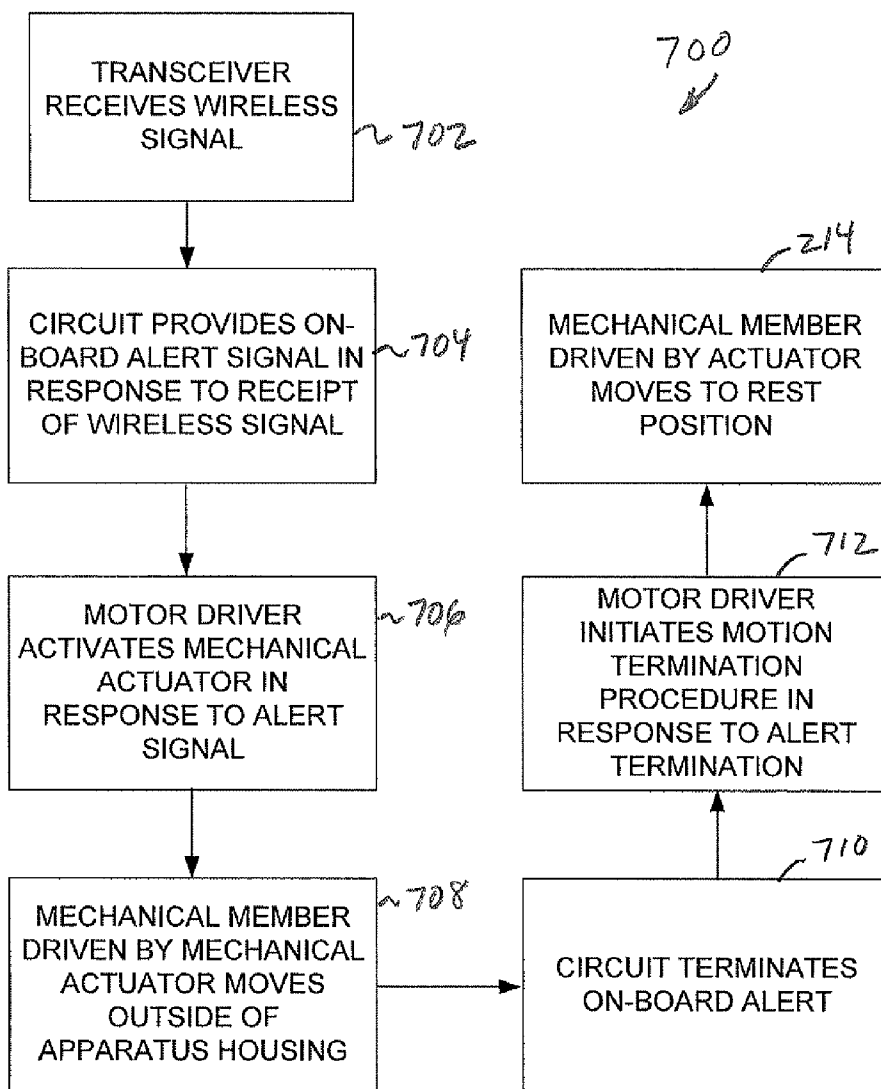 TRANSCEIVER
RECEIVES WIRELESS
SIGNAL
702
700
CIRCUIT PROVIDES ON-
BOARD ALERT SIGNAL IN
RESPONSE TO RECEIPT
OF WIRELESS SIGNAL
704
MOTOR DRIVER
ACTIVATES MECHANICAL
ACTUATOR IN
RESPONSE TO ALERT
SIGNAL
706
MECHANICAL MEMBER
DRIVEN BY MECHANICAL
ACTUATOR MOVES
OUTSIDE OF
APPARATUS HOUSING
708
710
CIRCUIT TERMINATES
ON-BOARD ALERT
712
MOTOR DRIVER
INITIATES MOTION
TERMINATION
PROCEDURE IN
RESPONSE TO ALERT
TERMINATION
214
MECHANICAL MEMBER
DRIVEN BY ACTUATOR
MOVES TO REST
POSITION